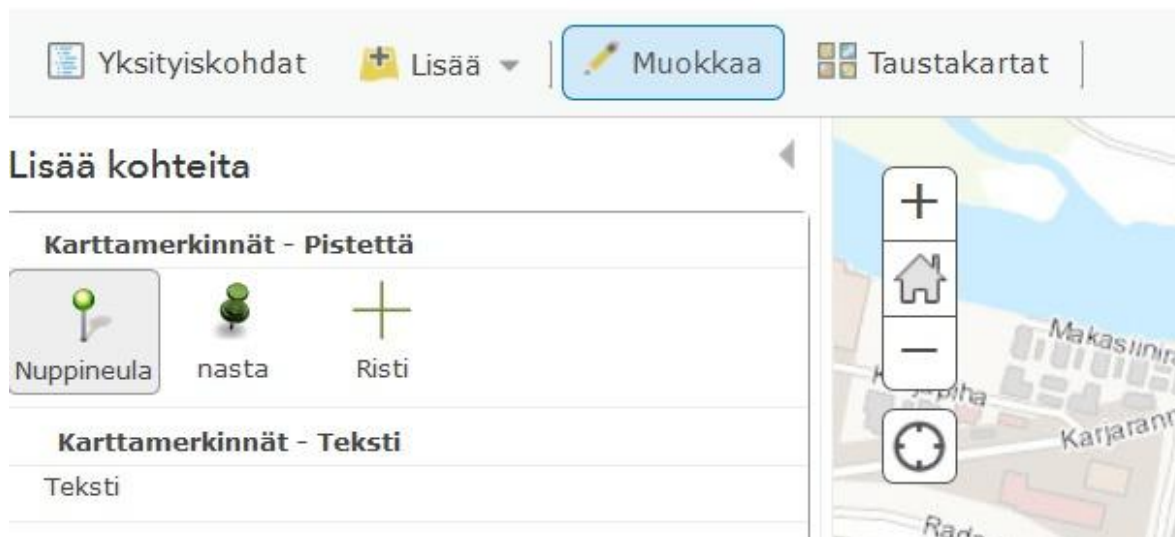 Yksityiskohdat Lisää Muokkaa Taustakartat
Lisää kohteita
Karttamerkinnät - Pistettä
Nuppineula nasta Risti
Karttamerkinnät - Teksti
Teksti